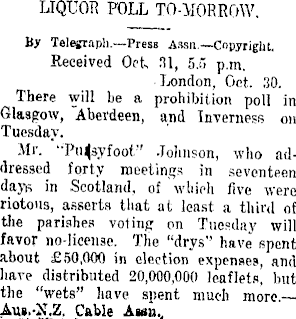 LIQUOR POLL TO-MORROW.
By Telegraph.—Press Assn.—Copyright.
Received Oct. 31, 5.5 p.m.
London, Oct. 30.
There will be a prohibition poll in
Glasgow, Aberdeen, and Inverness on
Tuesday.
Mr. "Pussyfoot" Johnson, who ad-
dressed forty meetings in seventeen
days in Scotland, of which five were
riotous, asserts that at least a third of
the parishes voting on Tuesday will
favor no-license. The "drys" have spent
about £50,000 in election expenses, and
have distributed 20,000,000 leaflets, but
the "wets" have spent much more.—
Aus.-N.Z. Cable Assn.